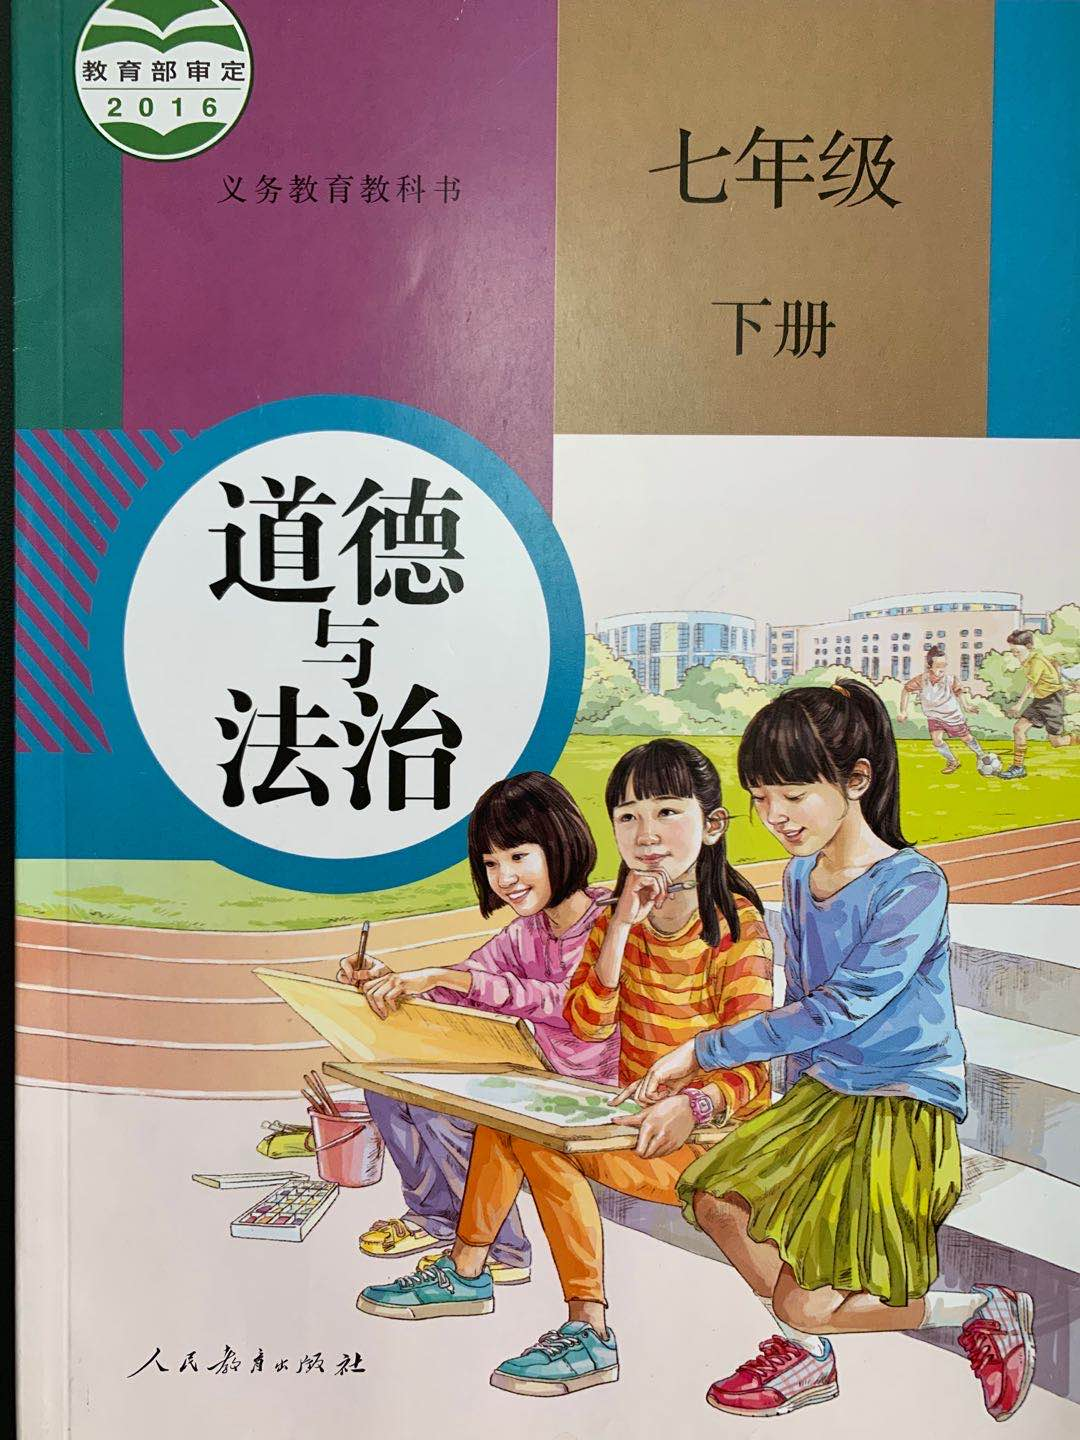 教育部审定
2016
义务教育教科书
七年级
下册
道德
与
法治
人民教育出版社